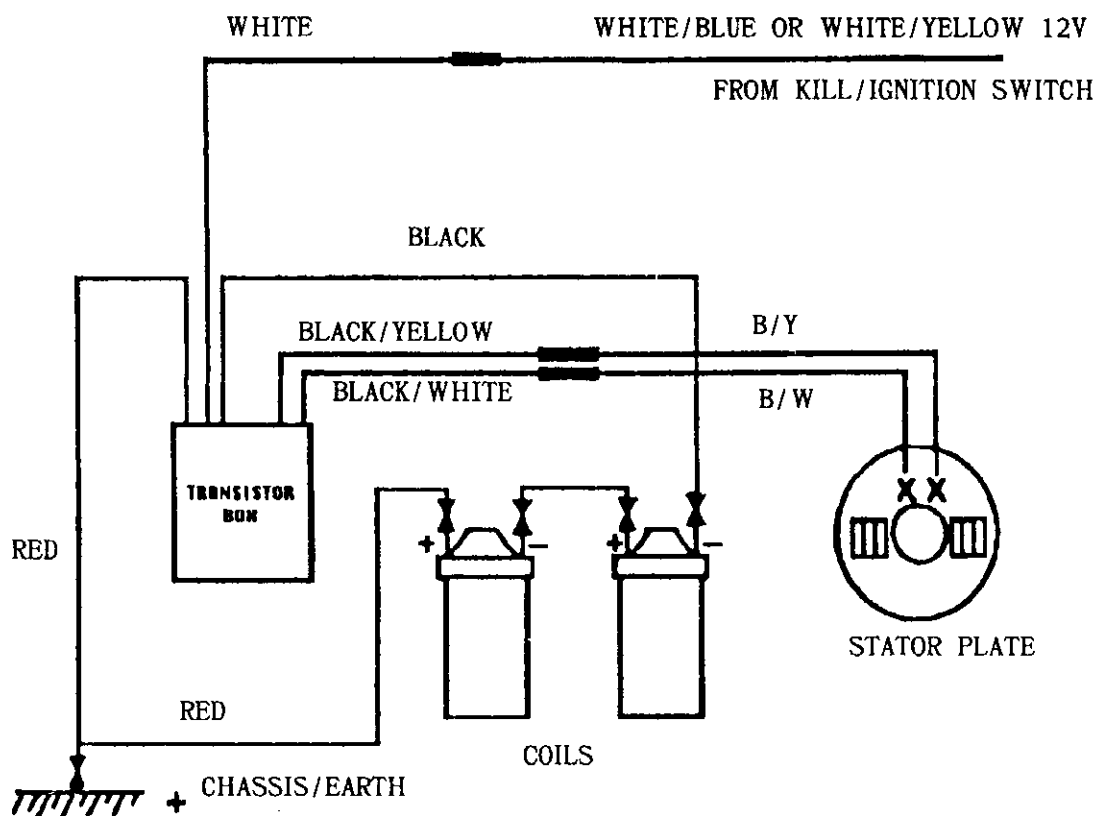 WHITE
WHITE/BLUE OR WHITE/YELLOW 12V
FROM KILL/IGNITION SWITCH
BLACK
BLACK/YELLOW
B/Y
BLACK/WHITE
B/W
TRANSISTOR
BOX
RED
+
-
+
-
STATOR PLATE
RED
COILS
+ CHASSIS/EARTH